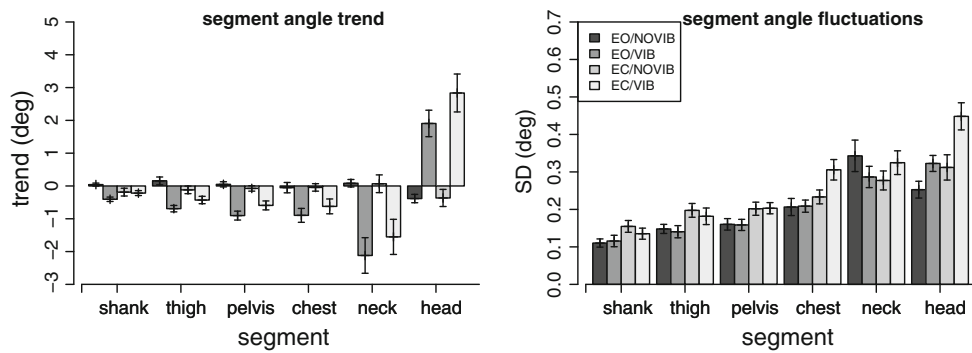 segment angle trend
trend (deg)
5
4
3
2
1
0
−1
−2
−3
shank thigh pelvis chest neck head
segment
segment angle fluctuations
EO/NOVIB
EO/VIB
EC/NOVIB
EC/VIB
SD (deg)
0.7
0.6
0.5
0.4
0.3
0.2
0.1
0.0
shank thigh pelvis chest neck head
segment